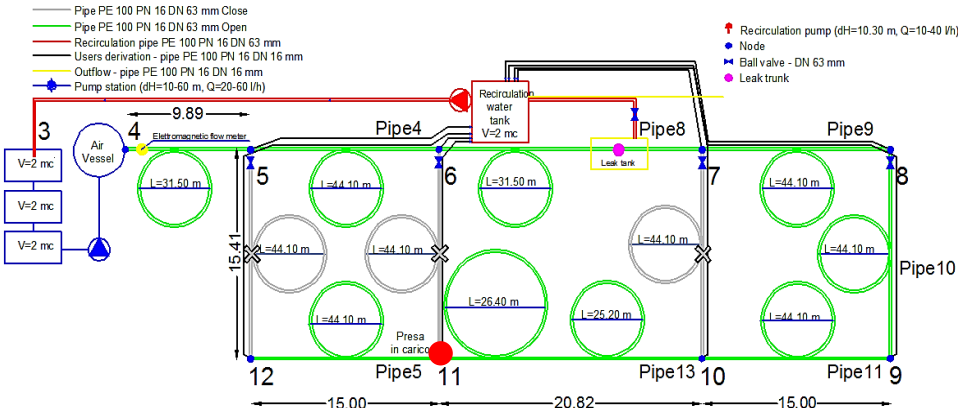 Pipe PE 100 PN 16 DN 63 mm Close
Pipe PE 100 PN 16 DN 63 mm Open
Recirculation pipe PE 100 PN 16 DN 63 mm
Users derivation - pipe PE 100 PN 16 DN 16 mm
Outflow - pipe PE 100 PN 16 DN 16 mm
Pump station (dH=10-60 m, Q=20-60 l/h)
Recirculation pump (dH=10.30 m, Q=10-40 l/h)
Node
Ball valve - DN 63 mm
Leak trunk
Recirculation
water
tank
V=2 mc
9.89
3
4
Pipe4
Pipe8
Pipe9
Eletromagnetic flow meter
Air
Vessel
V=2 mc
V=2 mc
V=2 mc
Leak tank
5
6
7
8
L=31.50 m
L=44.10 m
L=31.50 m
L=44.10 m
15.41
L=44.10 m
L=44.10 m
L=44.10 m
L=44.10 m
Pipe10
L=26.40 m
L=25.20 m
L=44.10 m
L=44.10 m
Presa
in carico
12
Pipe5
11
Pipe13
10
Pipe11
9
15.00
20.82
15.00